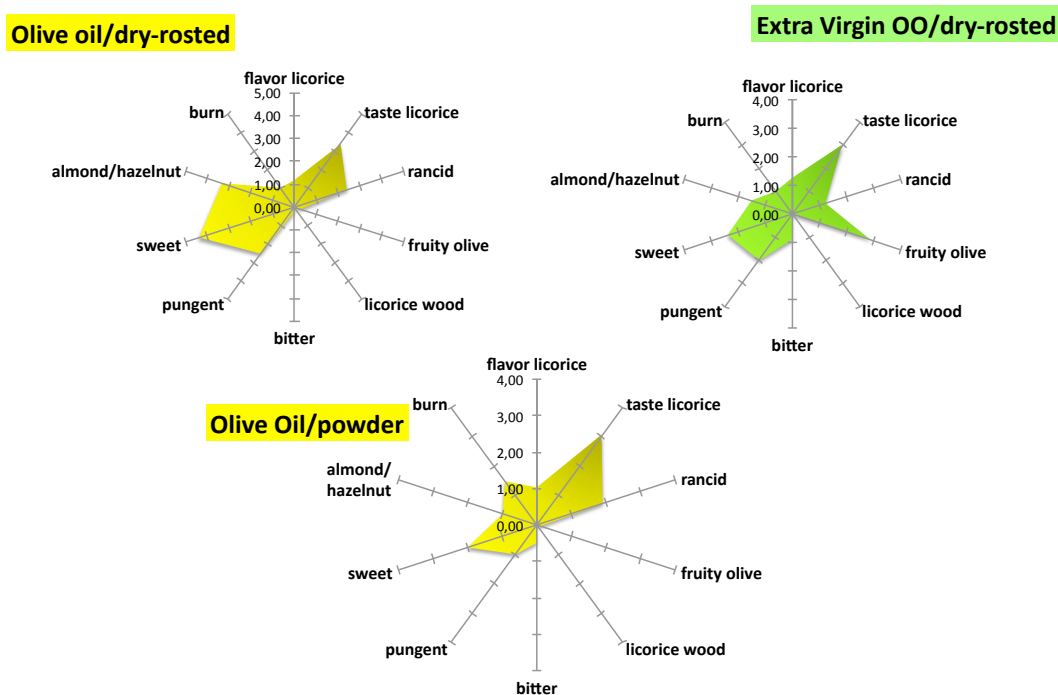 Olive oil/dry-rosted
flavor licorice
5,00
4,00
3,00
2,00
1,00
0,00
taste licorice
rancid
fruity olive
licorice wood
bitter
pungent
sweet
almond/hazelnut
burn
Extra Virgin OO/dry-rosted
flavor licorice
4,00
3,00
2,00
1,00
0,00
taste licorice
rancid
fruity olive
licorice wood
bitter
pungent
sweet
almond/hazelnut
burn
Olive Oil/powder
flavor licorice
4,00
3,00
2,00
1,00
0,00
taste licorice
rancid
fruity olive
licorice wood
bitter
pungent
sweet
almond/
hazelnut
burn